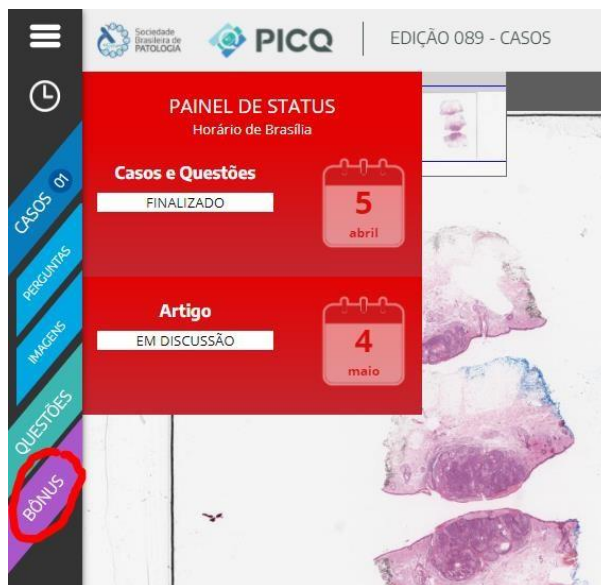 Sociedade
Brasileira de
PATOLOGIA
PICQ
EDIÇÃO 089 - CASOS
PAINEL DE STATUS
Horário de Brasília
Casos e Questões
FINALIZADO
5
abril
Artigo
EM DISCUSSÃO
4
maio
CASOS 01
PERGUNTAS
IMAGENS
QUESTÕES
BÔNUS